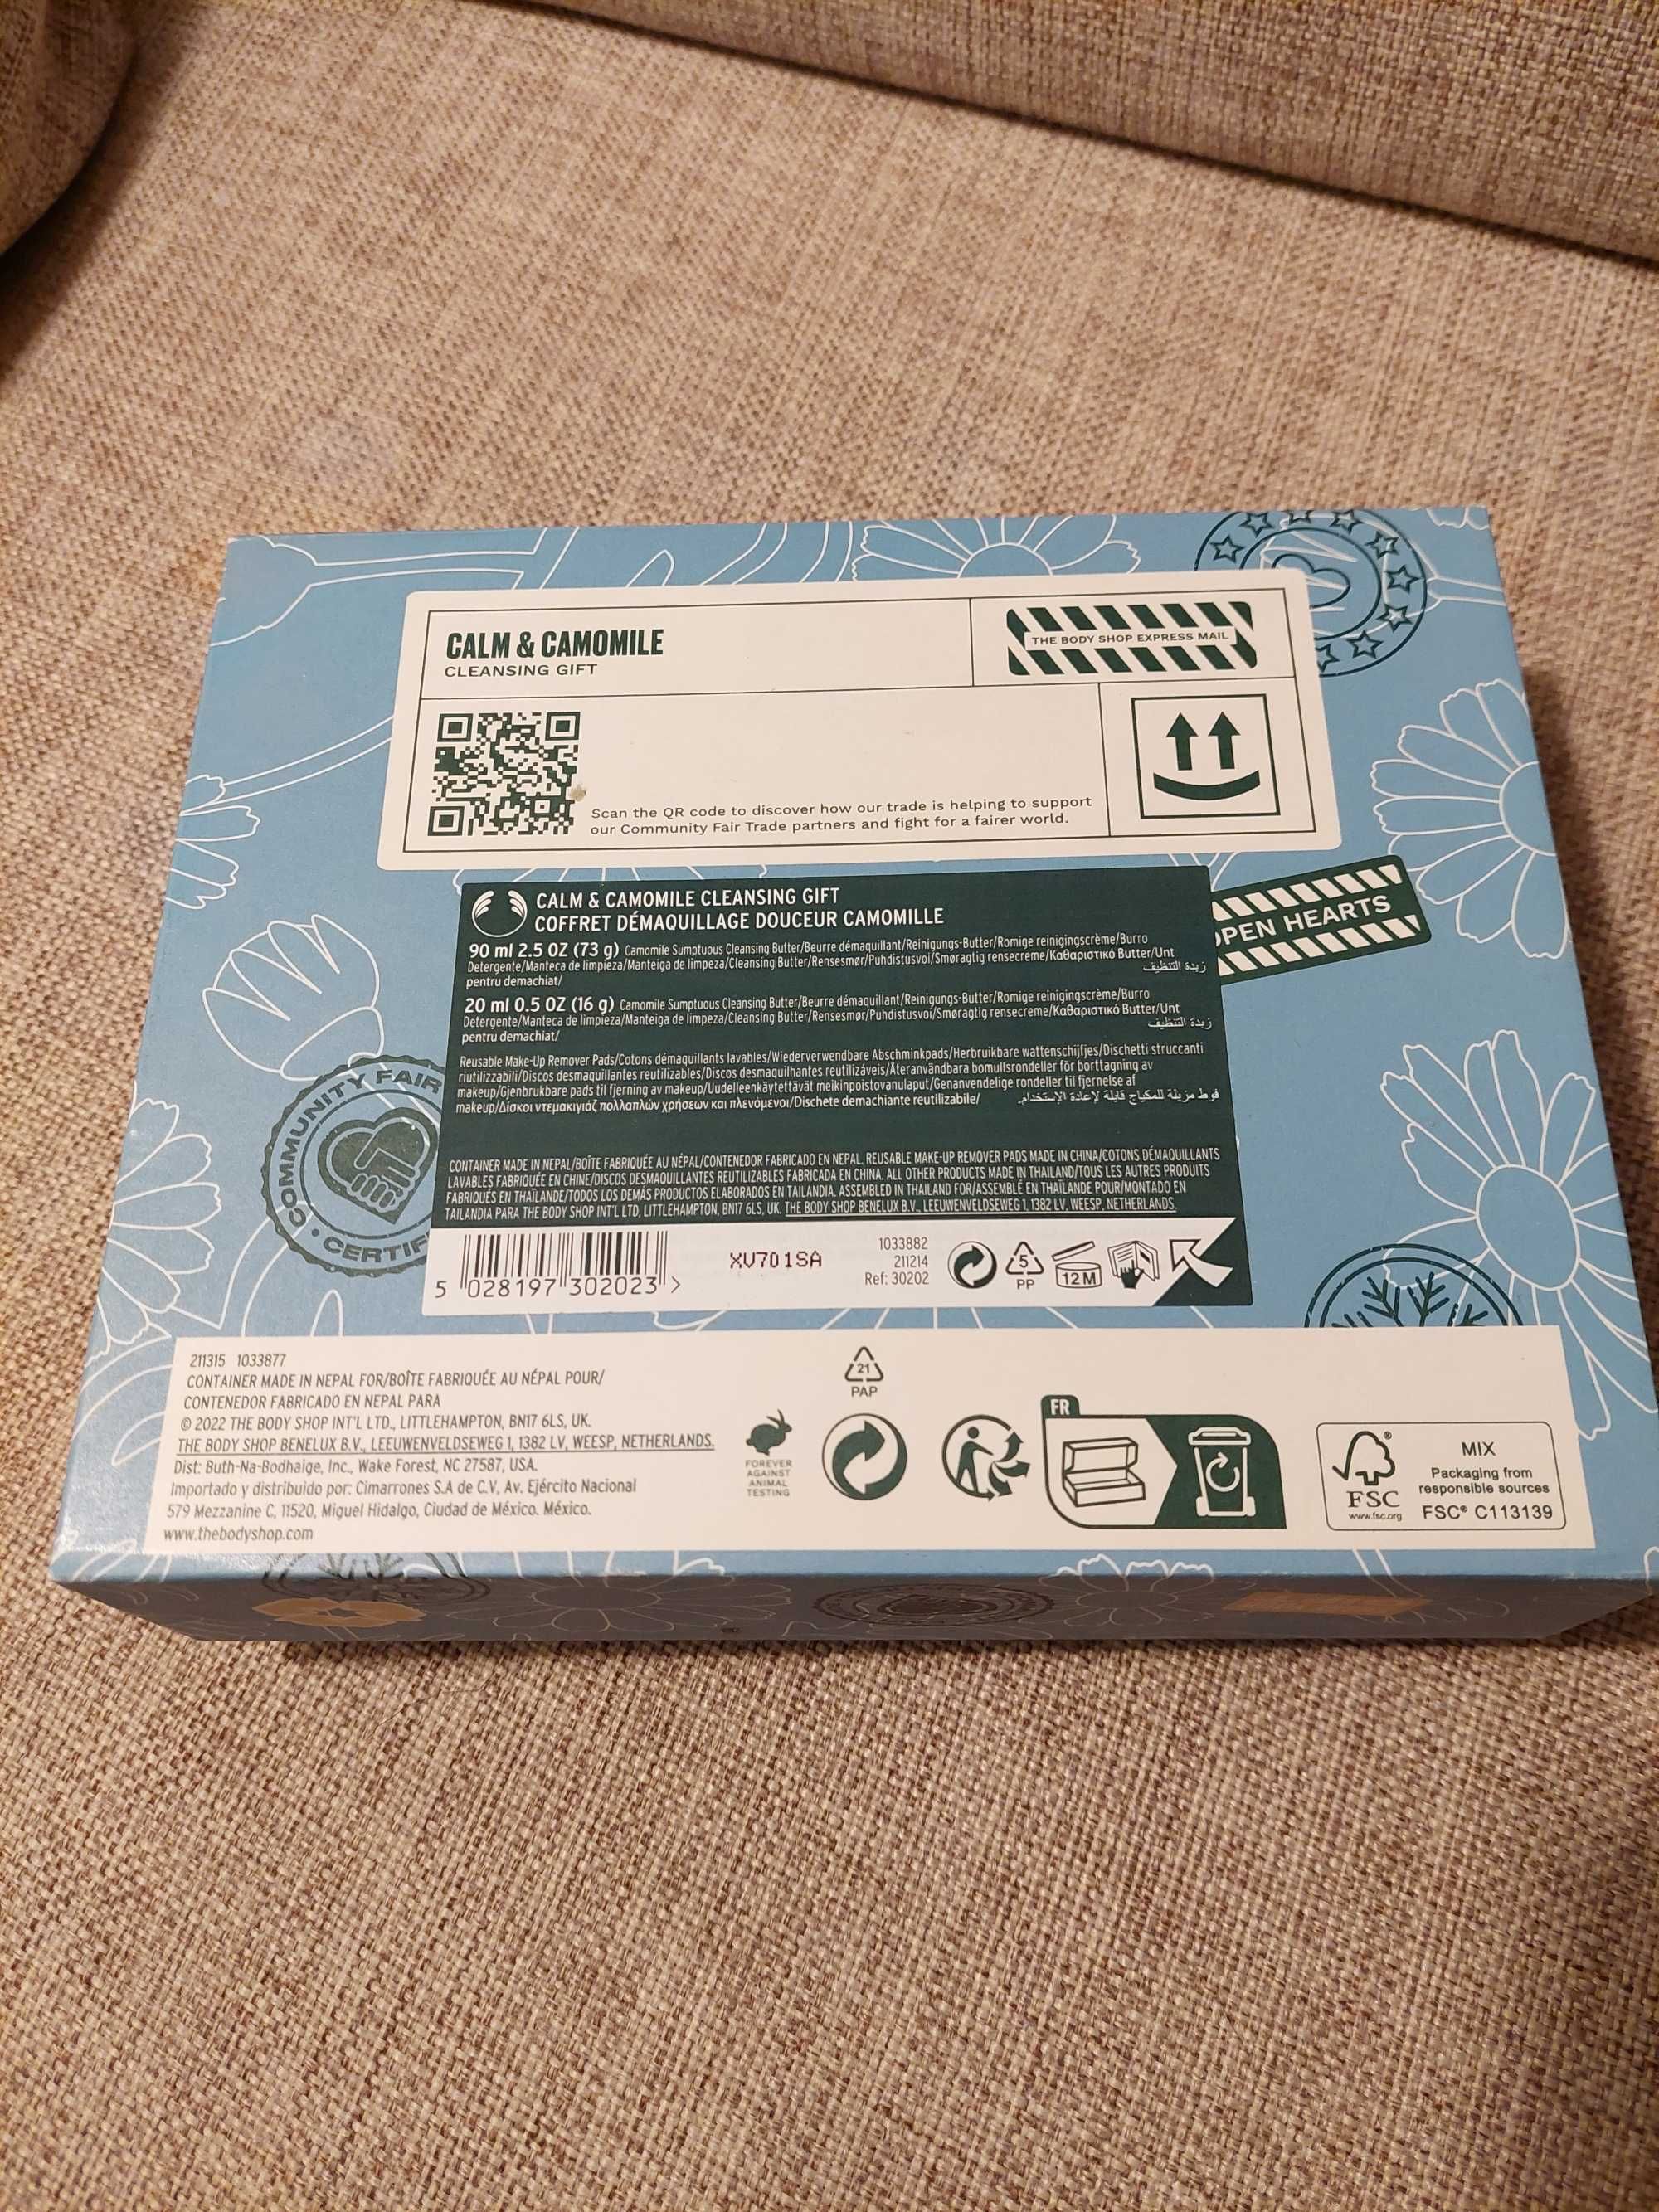 CALM & CAMOMILE
CLEANSING GIFT
THE BODY SHOP EXPRESS MAIL
Scan the QR code to discover how our trade is helping to support
our Community Fair Trade partners and fight for a fairer world.
CALM & CAMOMILE CLEANSING GIFT
COFFRET DÉMAQUILLAGE DOUCEUR CAMOMILLE
90 ml 2.5 OZ (73 g) Camomile Sumptuous Cleansing Butter/Beurre démaquillant/Reinigungs-Butter/Romige reinigingscrème/Burro
Detergente/Manteca de limpieza/Manteiga de limpeza/Cleansing Butter/Rensesmør/Puhdistusvoi/Smøragtig rensecreme/Καθαριστικό Butter/Unt
pentru demachiat/ زبدة التنظيف
20 ml 0.5 OZ (16 g) Camomile Sumptuous Cleansing Butter/Beurre démaquillant/Reinigungs-Butter/Romige reinigingscrème/Burro
Detergente/Manteca de limpieza/Manteiga de limpeza/Cleansing Butter/Rensesmør/Puhdistusvoi/Smøragtig rensecreme/Καθαριστικό Butter/Unt
pentru demachiat/ زبدة التنظيف
Reusable Make-Up Remover Pads/Cotons démaquillants lavables/Wiederverwendbare Abschminkpads/Herbruikbare wattenschijfjes/Dischetti struccanti
riutilizzabili/Discos desmaquillantes reutilizables/Discos desmaquilhantes reutilizáveis/Återanvändbara bomullsrondeller för borttagning av
makeup/Gjenbrukbare pads til fjerning av makeup/Uudelleenkäytettävät meikinpoistovanulaput/Genanvendelige rondeller til fjernelse af
makeup/Δίσκοι ντεμακιγιάζ πολλαπλών χρήσεων και πλενόμενοι/Dischete demachiante reutilizabile/ فوط مزيلة للمكياج قابلة لإعادة الإستخدام.
CONTAINER MADE IN NEPAL/BOÎTE FABRIQUÉE AU NÉPAL/CONTENEDOR FABRICADO EN NEPAL. REUSABLE MAKE-UP REMOVER PADS MADE IN CHINA/COTONS DÉMAQUILLANTS
LAVABLES FABRIQUÉE EN CHINE/DISCOS DESMAQUILLANTES REUTILIZABLES FABRICADA EN CHINA. ALL OTHER PRODUCTS MADE IN THAILAND/TOUS LES AUTRES PRODUITS
FABRIQUÉS EN THAÏLANDE/TODOS LOS DEMÁS PRODUCTOS ELABORADOS EN TAILANDIA. ASSEMBLED IN THAILAND FOR/ASSEMBLÉ EN THAÏLANDE POUR/MONTADO EN
TAILANDIA PARA THE BODY SHOP INT'L LTD, LITTLEHAMPTON, BN17 6LS, UK. THE BODY SHOP BENELUX B.V., LEEUWENVELDSEWEG 1, 1382 LV, WEESP, NETHERLANDS.
OPEN HEARTS
COMMUNITY FAIR
CERTIF
5 028197 302023 >
XV701SA
1033882
211214
Ref: 30202
5
PP
12 M
211315 1033877
CONTAINER MADE IN NEPAL FOR/BOÎTE FABRIQUÉE AU NÉPAL POUR/
CONTENEDOR FABRICADO EN NEPAL PARA
© 2022 THE BODY SHOP INT'L LTD., LITTLEHAMPTON, BN17 6LS, UK.
THE BODY SHOP BENELUX B.V., LEEUWENVELDSEWEG 1, 1382 LV, WEESP, NETHERLANDS.
Dist: Buth-Na-Bodhaige, Inc., Wake Forest, NC 27587, USA.
Importado y distribuido por: Cimarrones S.A de C.V, Av. Ejército Nacional
579 Mezzanine C, 11520, Miguel Hidalgo, Ciudad de México. México.
www.thebodyshop.com
21
PAP
FOREVER
AGAINST
ANIMAL
TESTING
FR
FSC
www.fsc.org
MIX
Packaging from
responsible sources
FSC® C113139